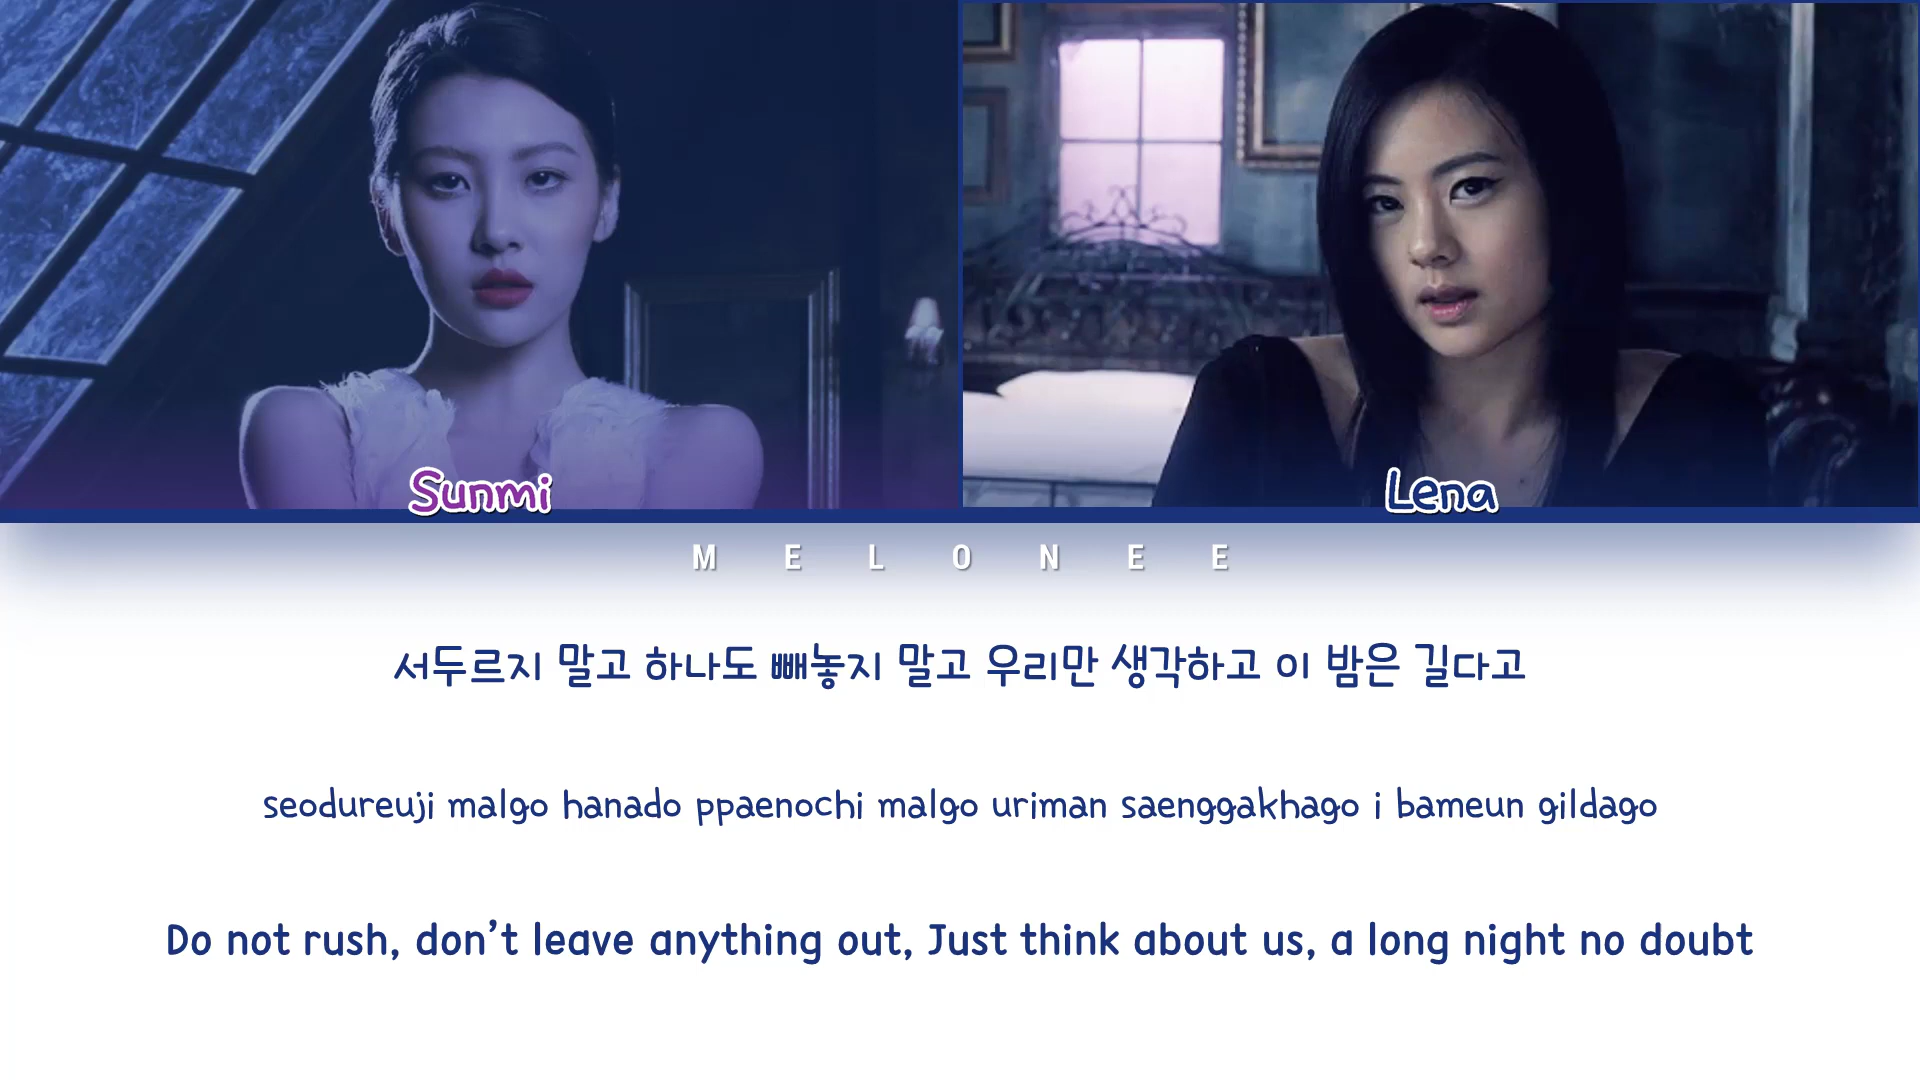 Sunmi
Lena
MELONEE
서두르지 말고 하나도 빼놓지 말고 우리만 생각하고 이 밤은 길다고
seodureuji malgo hanado ppaenochi malgo uriman saenggakhago i bameun gildago
Do not rush, don’t leave anything out, Just think about us, a long night no doubt